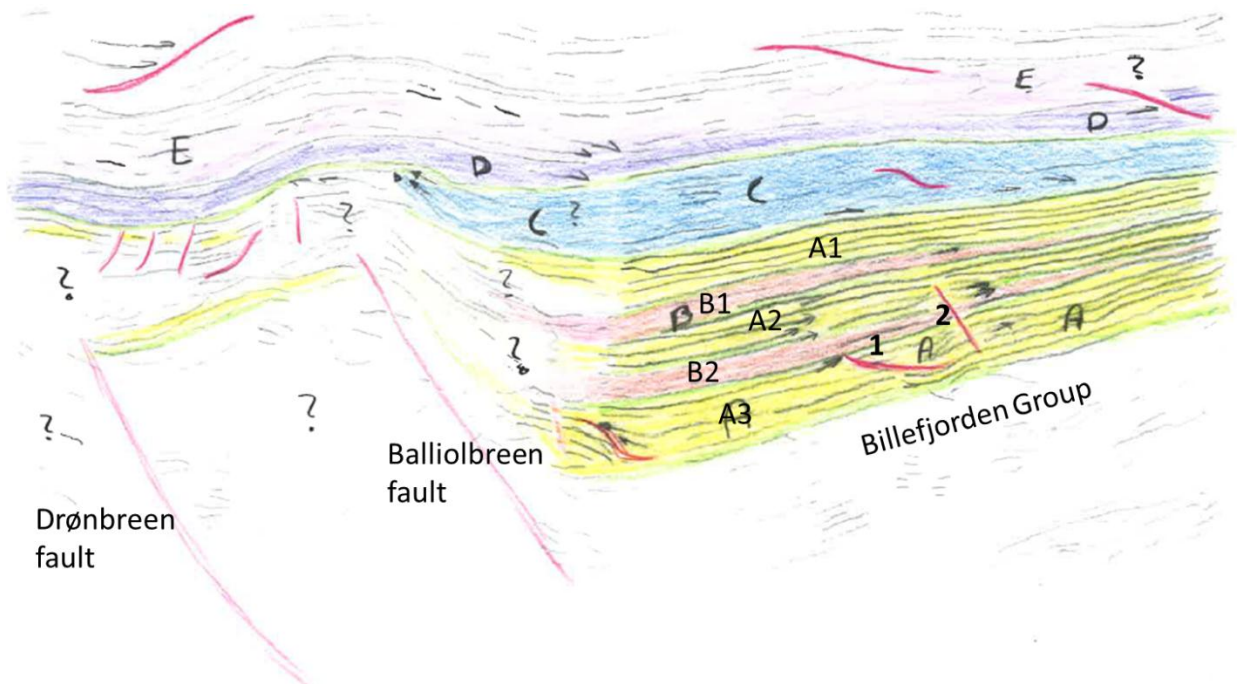 ?
E
?
E
D
D
C
?
C
?
A1
?
?
B1
B
A2
2
A
1
A
B2
?
A3
A
Billefjorden Group
?
?
Balliolbreen
fault
Drønbreen
fault